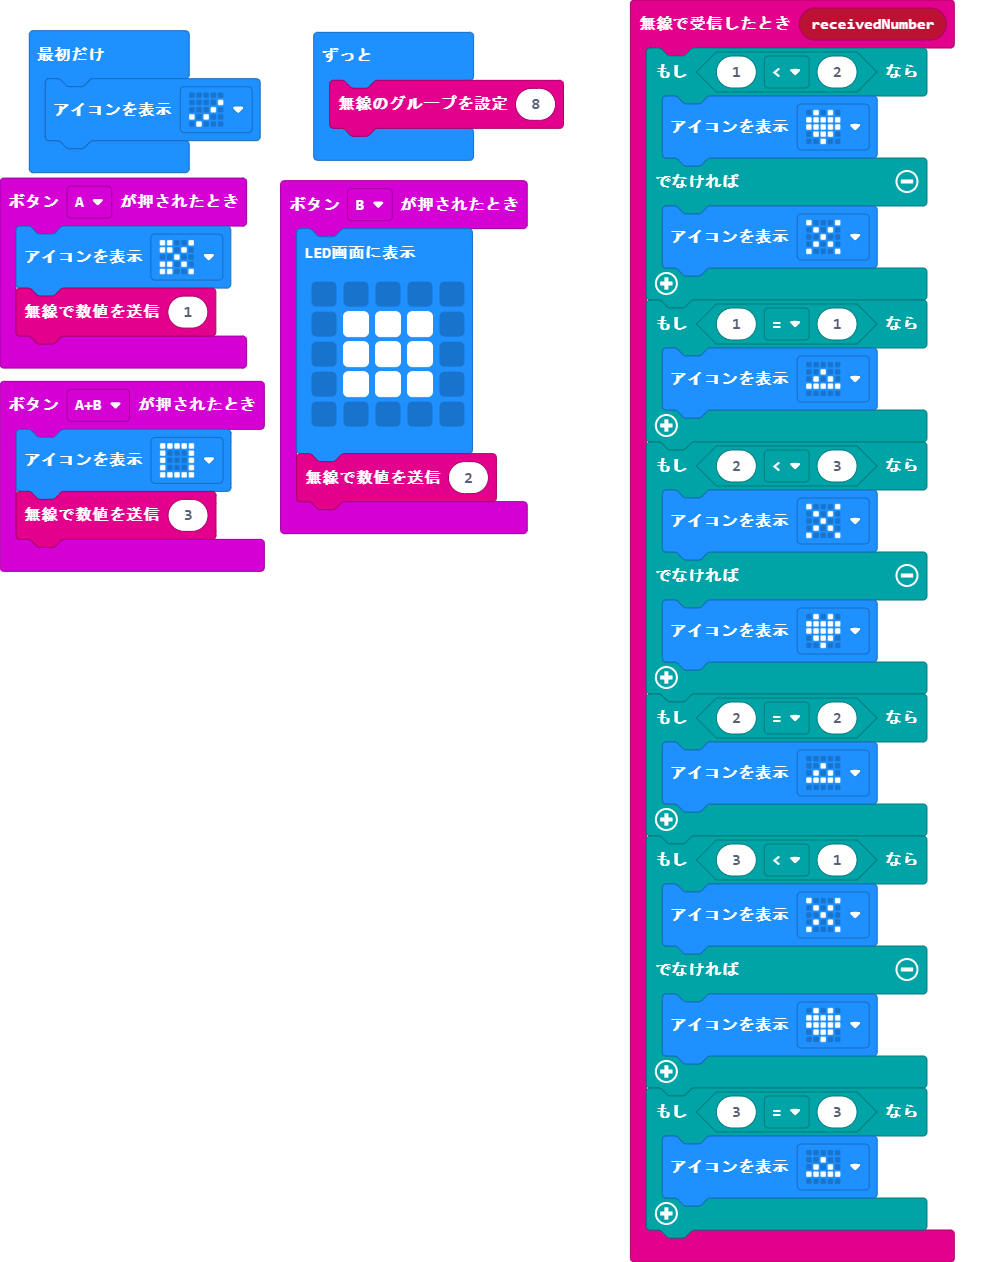 最初だけ
アイコンを表示
ずっと
無線のグループを設定 8
ボタン A が押されたとき
アイコンを表示
無線で数値を送信 1
ボタン B が押されたとき
LED画面に表示
無線で数値を送信 2
ボタン A+B が押されたとき
アイコンを表示
無線で数値を送信 3
無線で受信したとき receivedNumber
もし 1 < 2 なら
アイコンを表示
でなければ
アイコンを表示
もし 1 = 1 なら
アイコンを表示
もし 2 < 3 なら
アイコンを表示
でなければ
アイコンを表示
もし 2 = 2 なら
アイコンを表示
もし 3 < 1 なら
アイコンを表示
でなければ
アイコンを表示
もし 3 = 3 なら
アイコンを表示